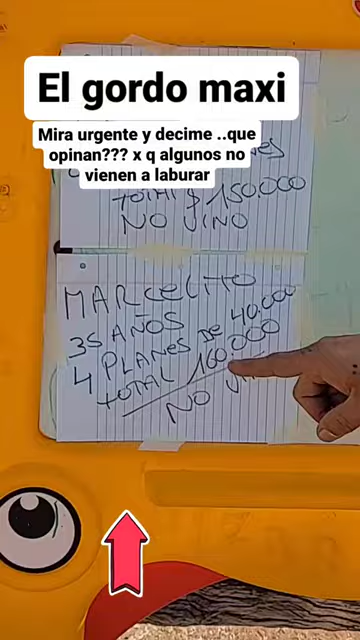 El gordo maxi
Mira urgente y decime ..que
opinan??? x q algunos no
vienen a laburar
TOTAL $ 150.000
NO VINO
MARCELITO
35 AÑOS
4 PLANES DE 40.000
TOTAL 160.000
NO